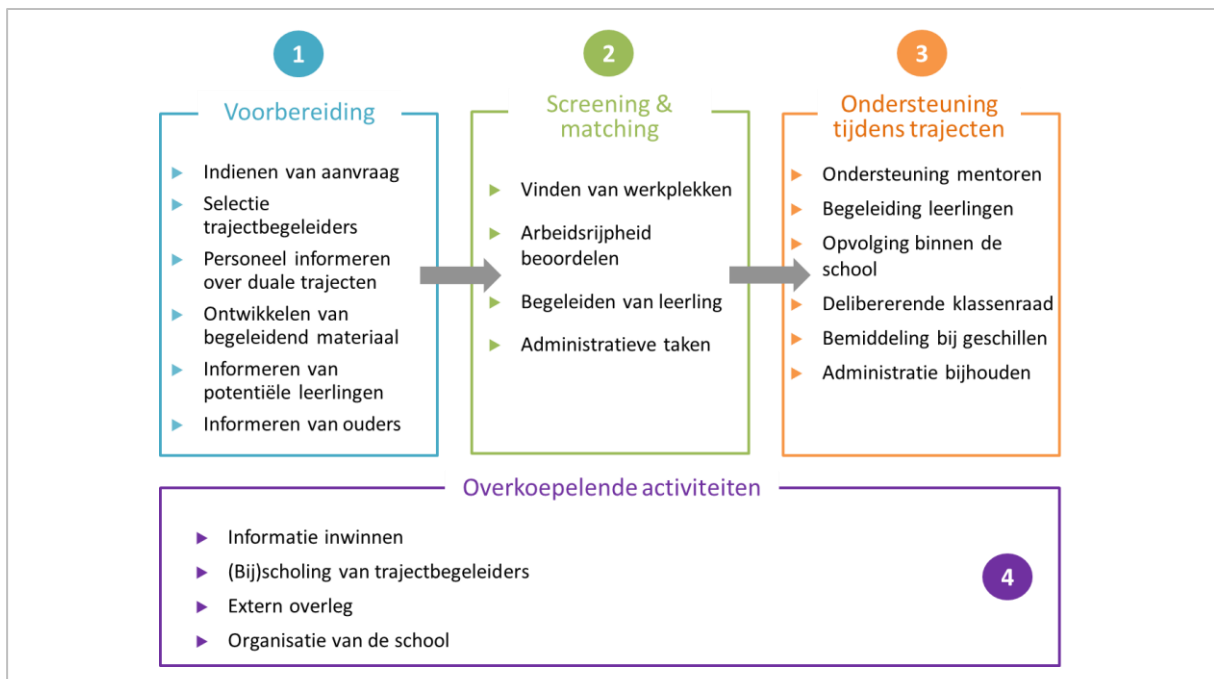 1
Voorbereiding
Indienen van aanvraag
Selectie
trajectbegeleiders
Personeel informeren
over duale trajecten
Ontwikkelen van
begeleidend materiaal
Informeren van
potentiële leerlingen
Informeren van ouders
2
Screening &
matching
Vinden van werkplekken
Arbeidsrijpheid
beoordelen
Begeleiden van leerling
Administratieve taken
3
Ondersteuning
tijdens trajecten
Ondersteuning mentoren
Begeleiding leerlingen
Opvolging binnen de
school
Delibererende klassenraad
Bemiddeling bij geschillen
Administratie bijhouden
Overkoepelende activiteiten
Informatie inwinnen
(Bij)scholing van trajectbegeleiders
Extern overleg
Organisatie van de school
4